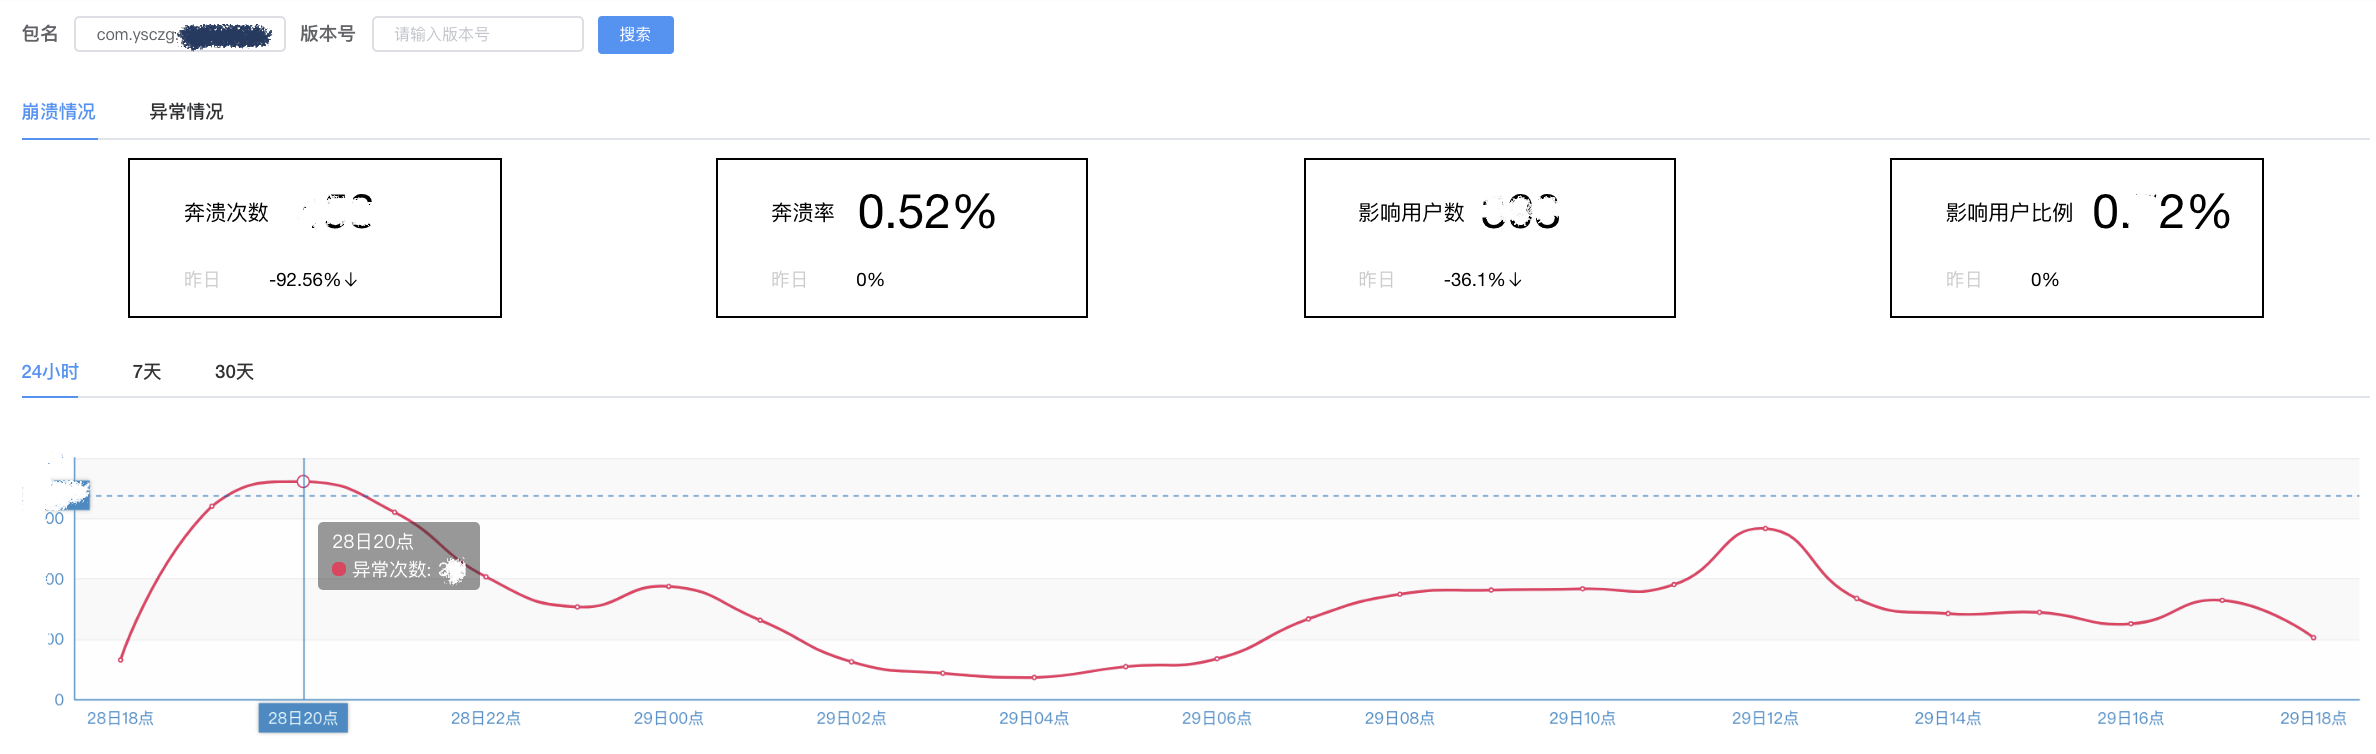 包名 com.ysczg. 版本号 请输入版本号 搜索
崩溃情况 异常情况
奔溃次数
昨日 -92.56%↓
奔溃率 0.52%
昨日 0%
影响用户数
昨日 -36.1%↓
影响用户比例 0. 2%
昨日 0%
24小时 7天 30天
00
28日20点
异常次数:
00
00
0
28日18点 28日20点 28日22点 29日00点 29日02点 29日04点 29日06点 29日08点 29日10点 29日12点 29日14点 29日16点 29日18点